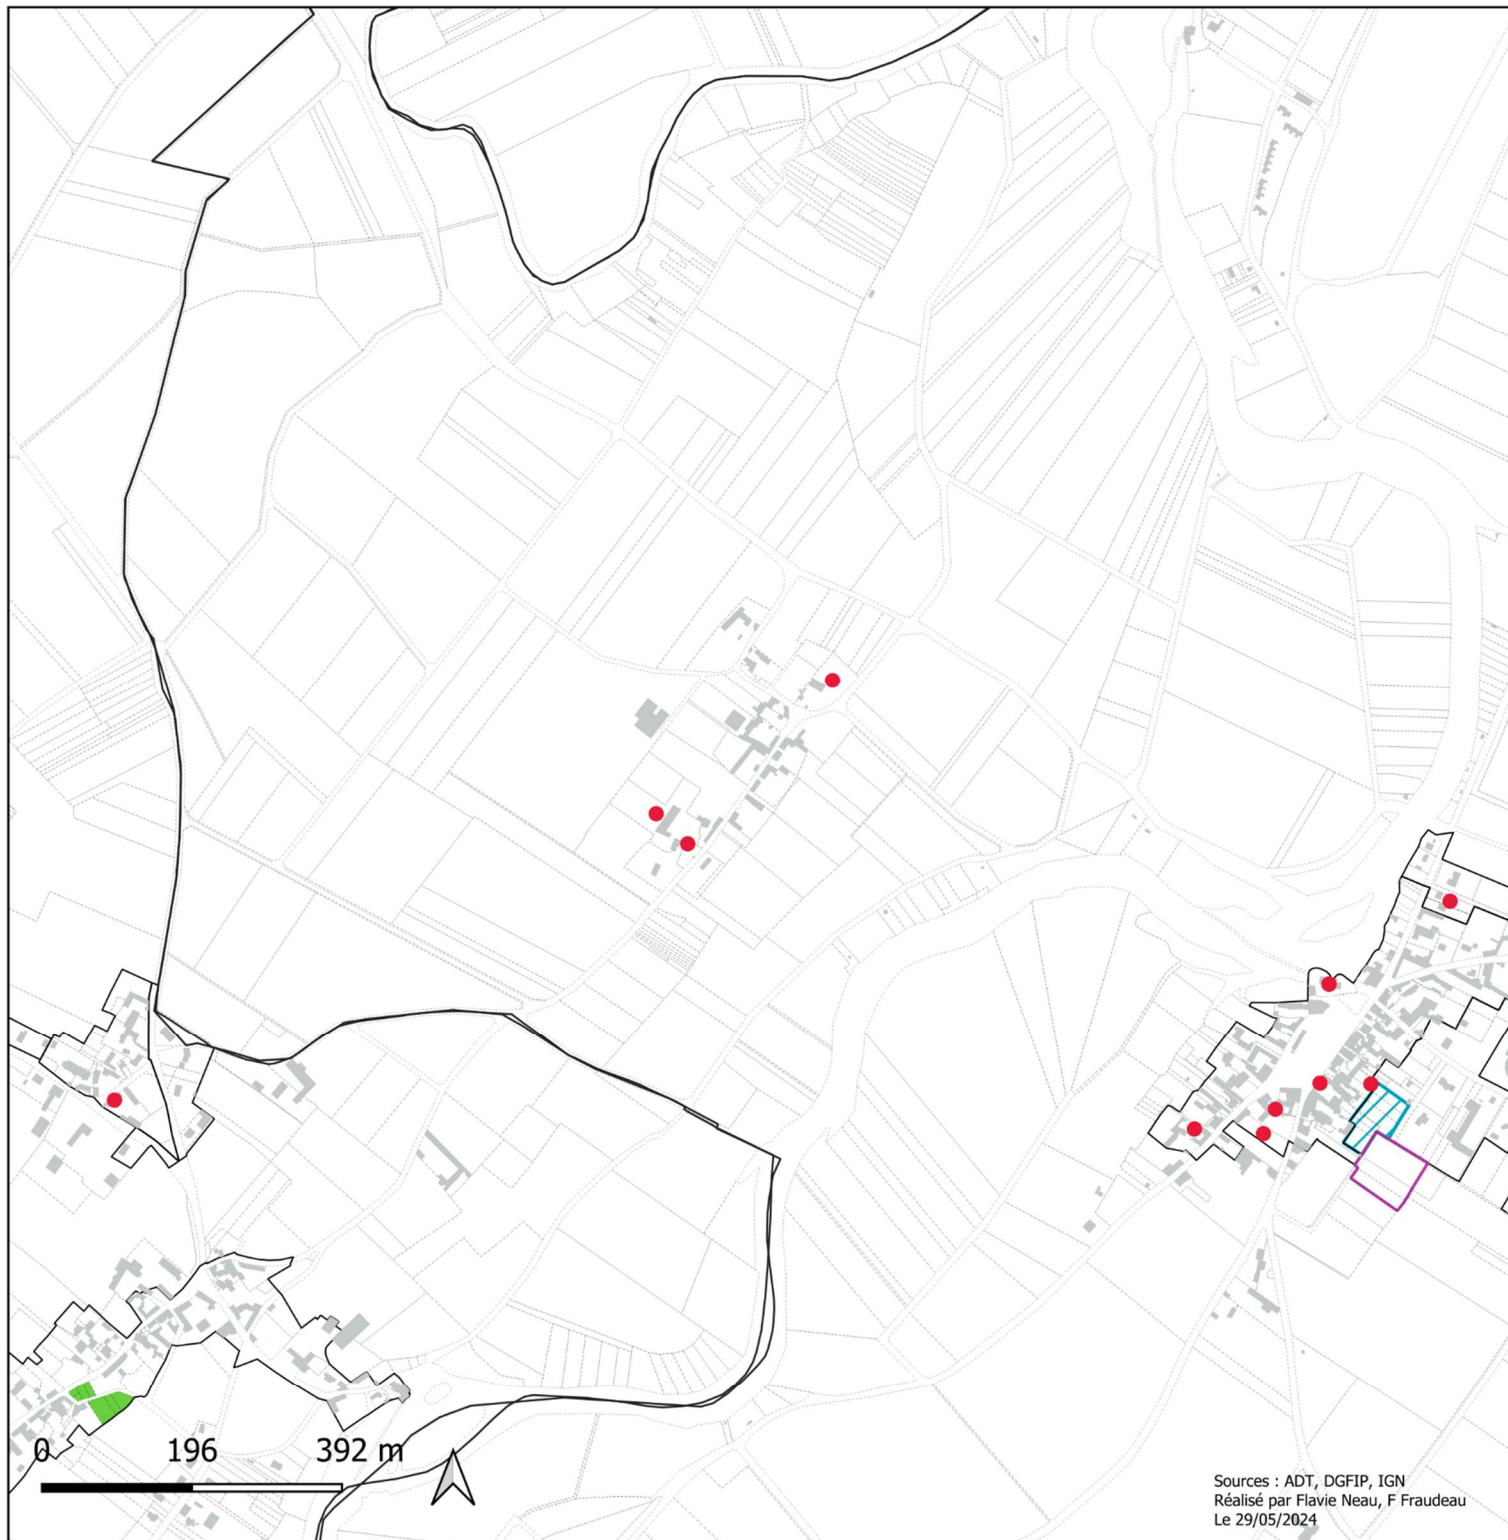 0 196 392 m
Sources : ADT, DGFIP, IGN
Réalisé par Flavie Neau, F Fraudeau
Le 29/05/2024